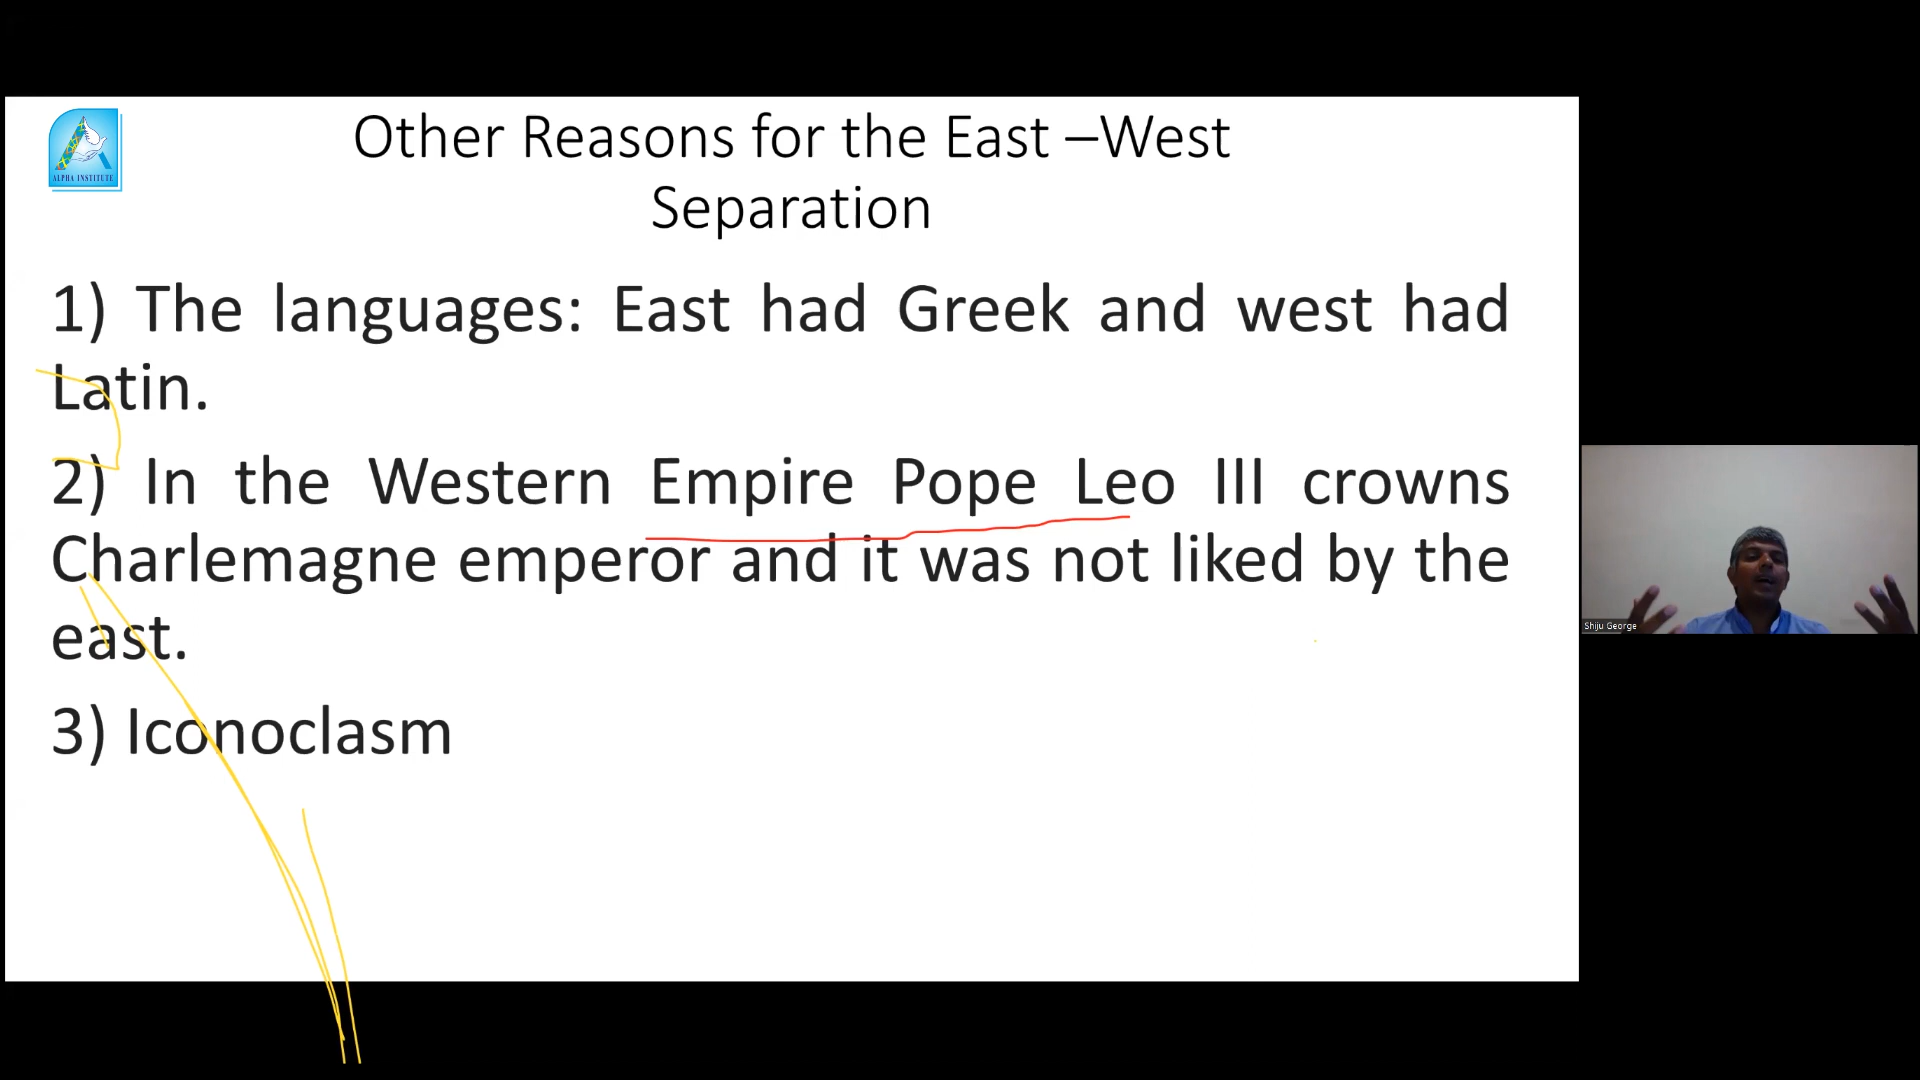 ALPHA INSTITUTE
Other Reasons for the East –West
Separation
1) The languages: East had Greek and west had
Latin.
2) In the Western Empire Pope Leo III crowns
Charlemagne emperor and it was not liked by the
east.
3) Iconoclasm
Shiju George